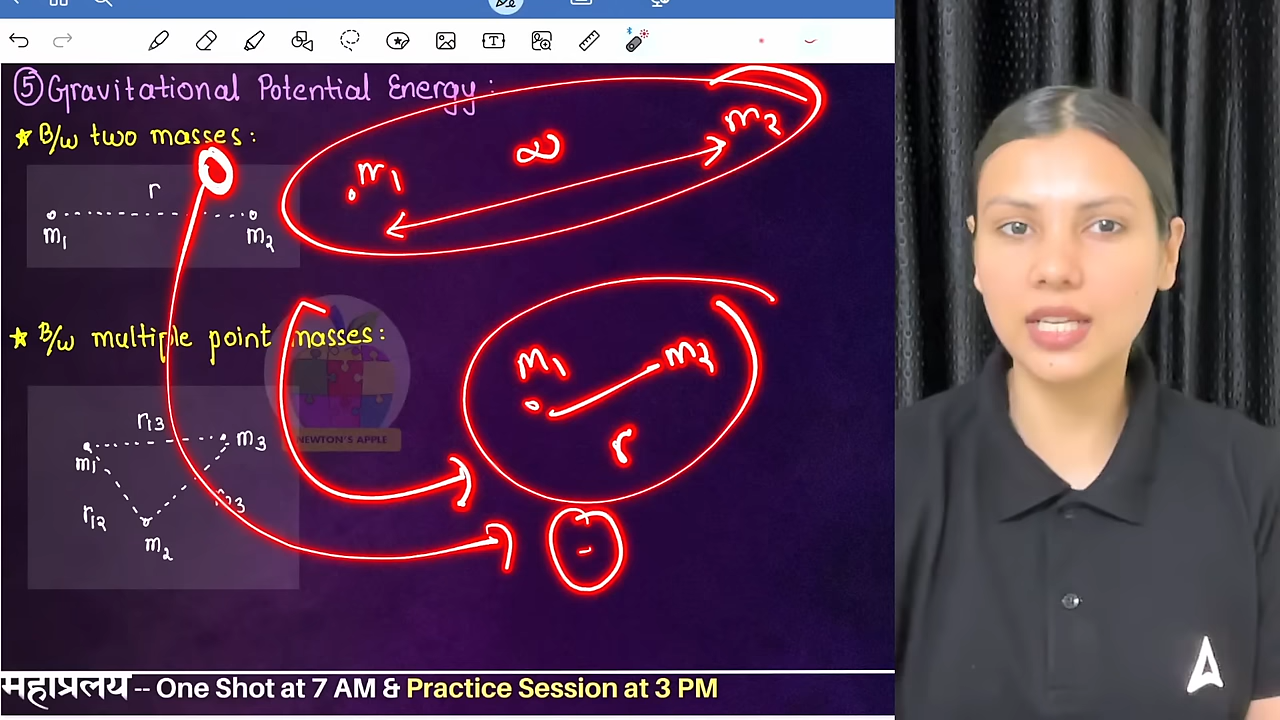 ⑤ Gravitational Potential Energy:
★ B/w two masses:
m₁ ∞ m₂
r
m₁ m₂
★ B/w multiple point masses:
m₁ m₂
r
NEWTON'S APPLE
r₁₃
m₁ m₃
r₁₂ r₂₃
m₂
महाप्रलय -- One Shot at 7 AM & Practice Session at 3 PM